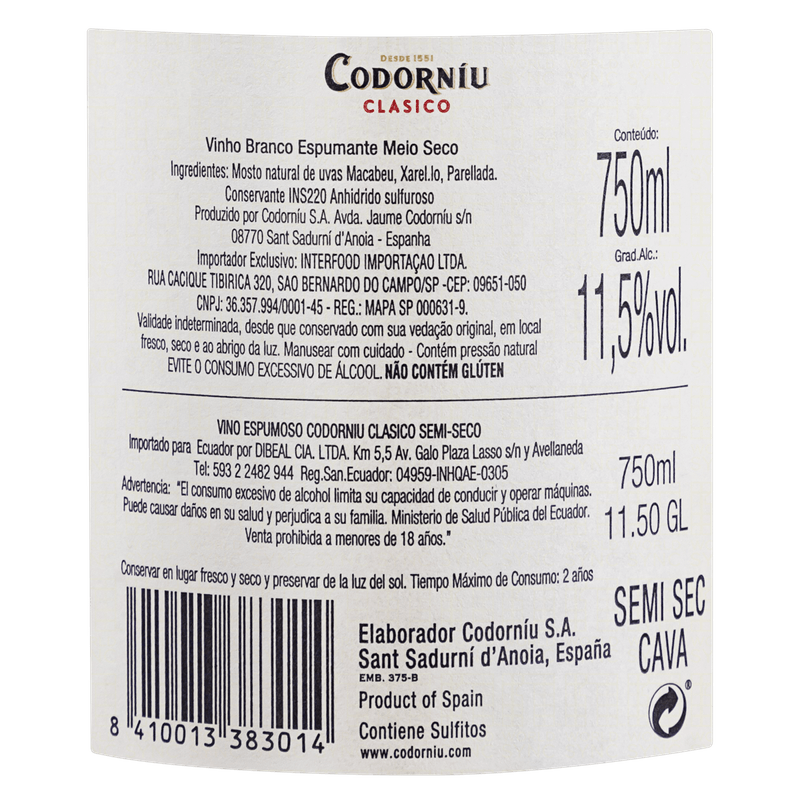 DESDE 1551
CODORNÍU
CLASICO
Vinho Branco Espumante Meio Seco
Ingredientes: Mosto natural de uvas Macabeu, Xarel.lo, Parellada.
Conservante INS220 Anhidrido sulfuroso
Produzido por Codorníu S.A. Avda. Jaume Codorníu s/n
08770 Sant Sadurní d'Anoia - Espanha
Importador Exclusivo: INTERFOOD IMPORTAÇAO LTDA.
RUA CACIQUE TIBIRICA 320, SAO BERNARDO DO CAMPO/SP -CEP: 09651-050
CNPJ: 36.357.994/0001-45 - REG.: MAPA SP 000631-9.
Validade indeterminada, desde que conservado com sua vedação original, em local
fresco, seco e ao abrigo da luz. Manusear com cuidado - Contém pressão natural
EVITE O CONSUMO EXCESSIVO DE ÁLCOOL. NÃO CONTÉM GLÚTEN
Conteúdo:
750ml
Grad.Alc.:
11,5%vol.
VINO ESPUMOSO CODORNIU CLASICO SEMI-SECO
Importado para Ecuador por DIBEAL CIA. LTDA. Km 5,5 Av. Galo Plaza Lasso s/n y Avellaneda
Tel: 593 2 2482 944 Reg.San.Ecuador: 04959-INHQAE-0305
Advertencia: "El consumo excesivo de alcohol limita su capacidad de conducir y operar máquinas.
Puede causar daños en su salud y perjudica a su familia. Ministerio de Salud Pública del Ecuador.
Venta prohibida a menores de 18 años."
750ml
11.50 GL
Conservar en lugar fresco y seco y preservar de la luz del sol. Tiempo Máximo de Consumo: 2 años
SEMI SEC
CAVA
Elaborador Codorníu S.A.
Sant Sadurní d'Anoia, España
EMB. 375-B
Product of Spain
Contiene Sulfitos
www.codorniu.com
®
8 410013 383014